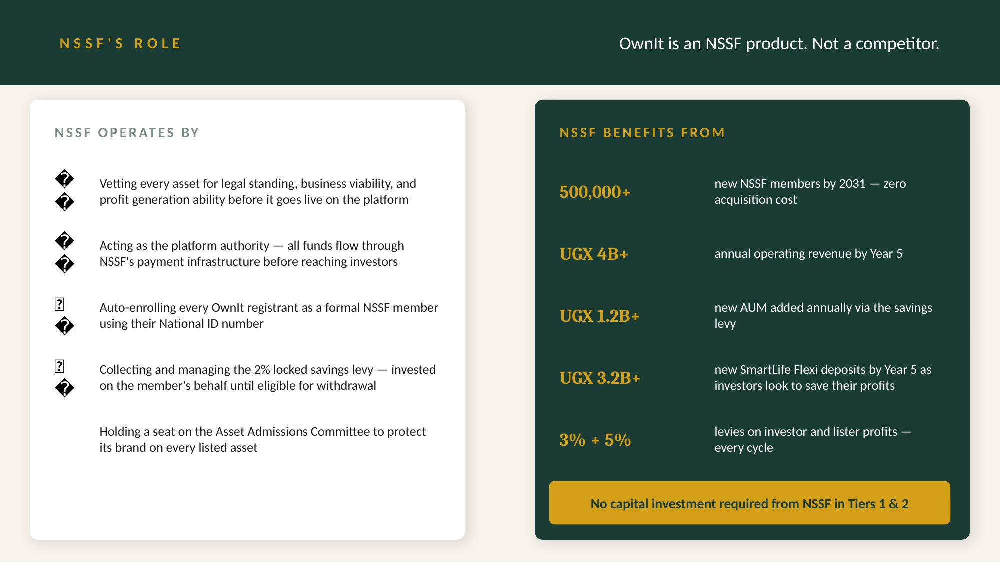 NSSF'S ROLE
OwnIt is an NSSF product. Not a competitor.
NSSF OPERATES BY
Vetting every asset for legal standing, business viability, and
profit generation ability before it goes live on the platform
Acting as the platform authority — all funds flow through
NSSF's payment infrastructure before reaching investors
Auto-enrolling every OwnIt registrant as a formal NSSF member
using their National ID number
Collecting and managing the 2% locked savings levy — invested
on the member's behalf until eligible for withdrawal
Holding a seat on the Asset Admissions Committee to protect
its brand on every listed asset
NSSF BENEFITS FROM
500,000+
new NSSF members by 2031 — zero
acquisition cost
UGX 4B+
annual operating revenue by Year 5
UGX 1.2B+
new AUM added annually via the savings
levy
UGX 3.2B+
new SmartLife Flexi deposits by Year 5 as
investors look to save their profits
3% + 5%
levies on investor and lister profits —
every cycle
No capital investment required from NSSF in Tiers 1 & 2